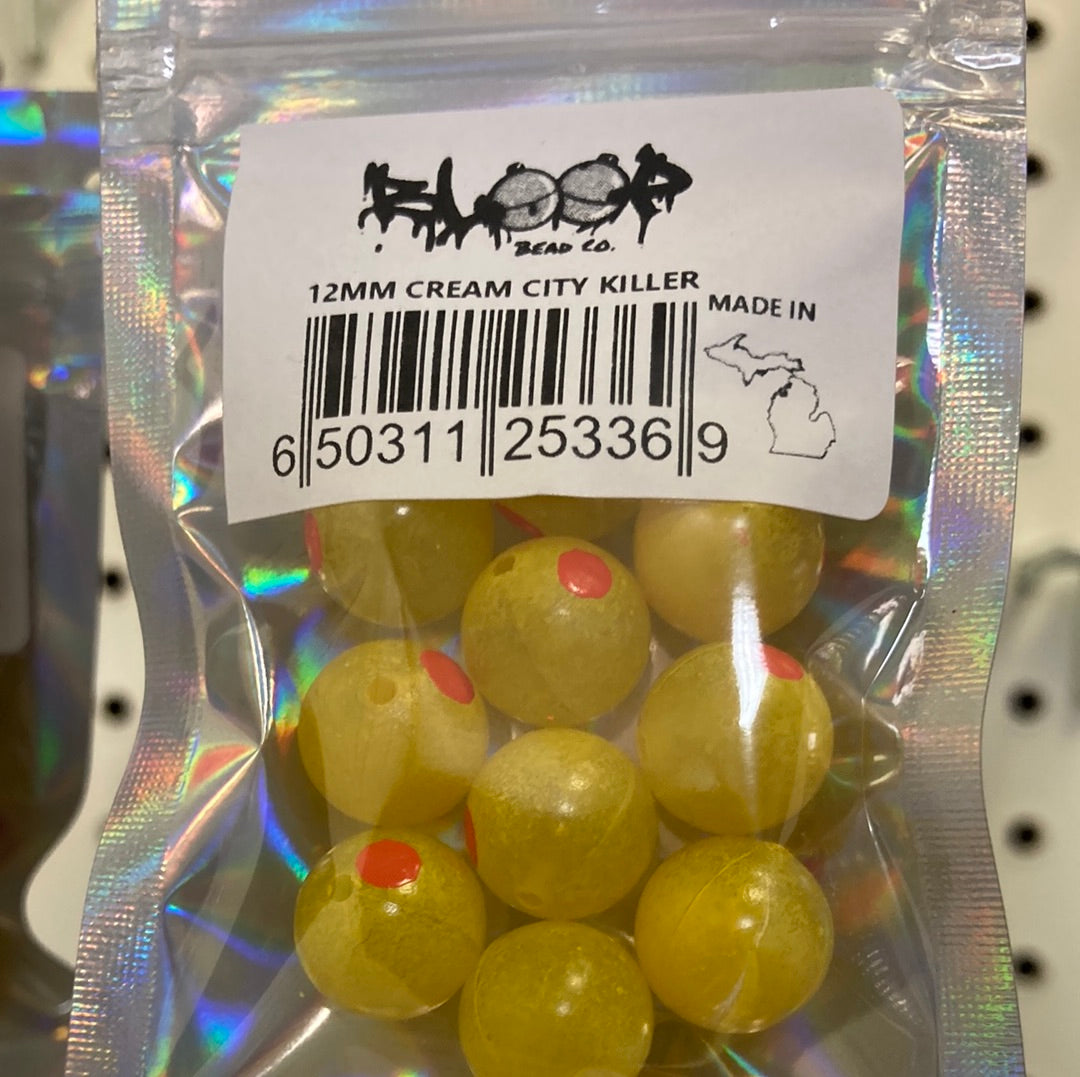 BLOOP
BEAD CO.
12MM CREAM CITY KILLER
MADE IN
6 50311 25336 9